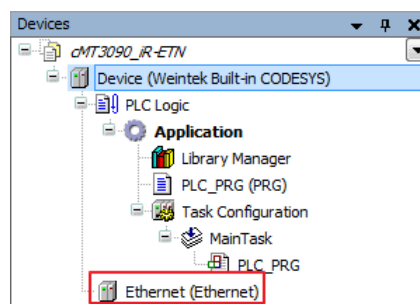 Devices
cMT3090_iR-ETN
Device (Weintek Built-in CODESYS)
PLC Logic
Application
Library Manager
PLC_PRG (PRG)
Task Configuration
MainTask
PLC_PRG
Ethernet (Ethernet)